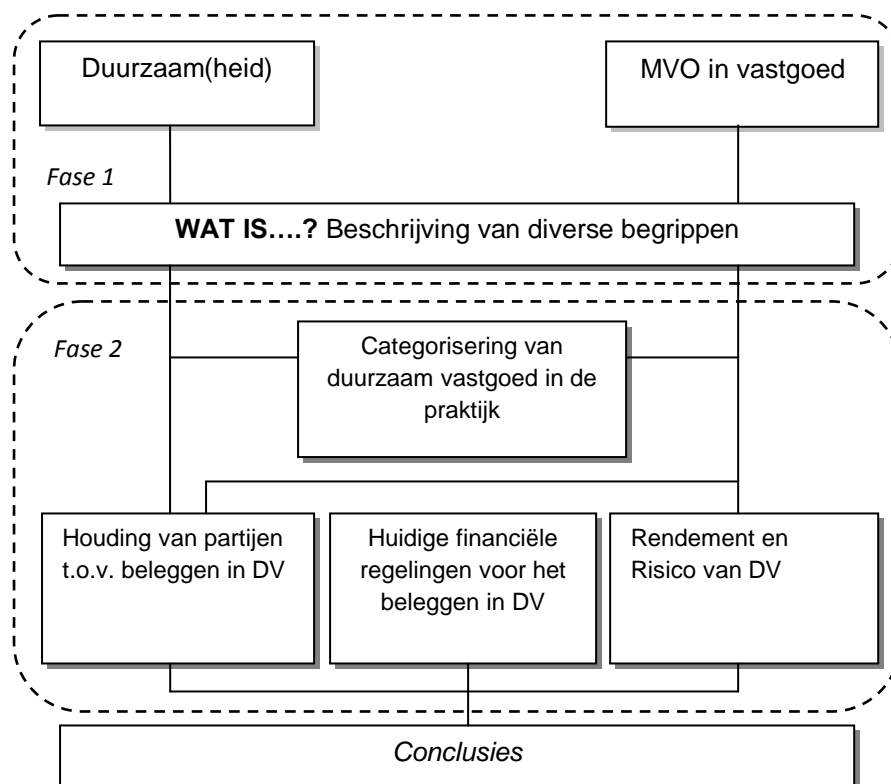 Duurzaam(heid)
MVO in vastgoed
Fase 1
WAT IS....? Beschrijving van diverse begrippen
Fase 2
Categorisering van
duurzaam vastgoed in de
praktijk
Houding van partijen
t.o.v. beleggen in DV
Huidige financiële
regelingen voor het
beleggen in DV
Rendement en
Risico van DV
Conclusies